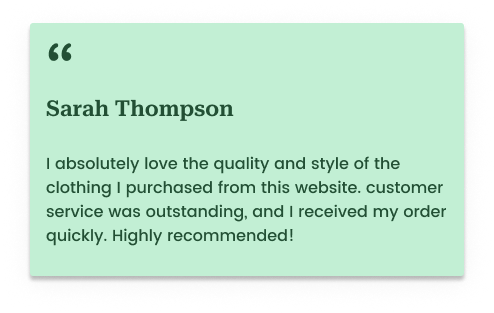 “
Sarah Thompson
I absolutely love the quality and style of the
clothing I purchased from this website. customer
service was outstanding, and I received my order
quickly. Highly recommended!